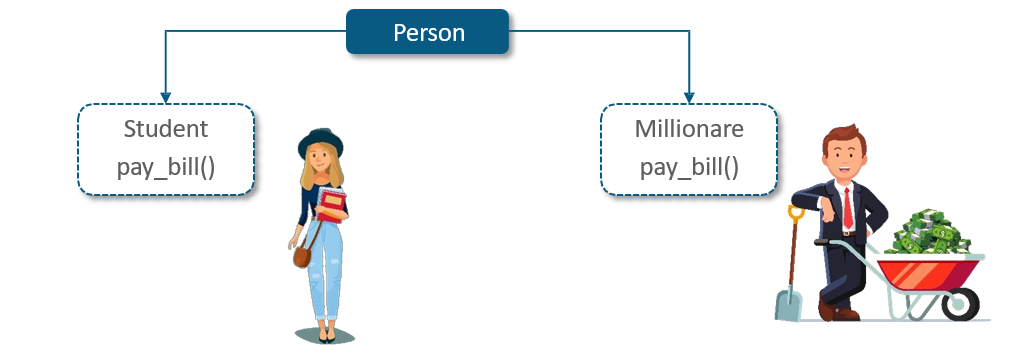 Person
Student
pay_bill()
Millionare
pay_bill()